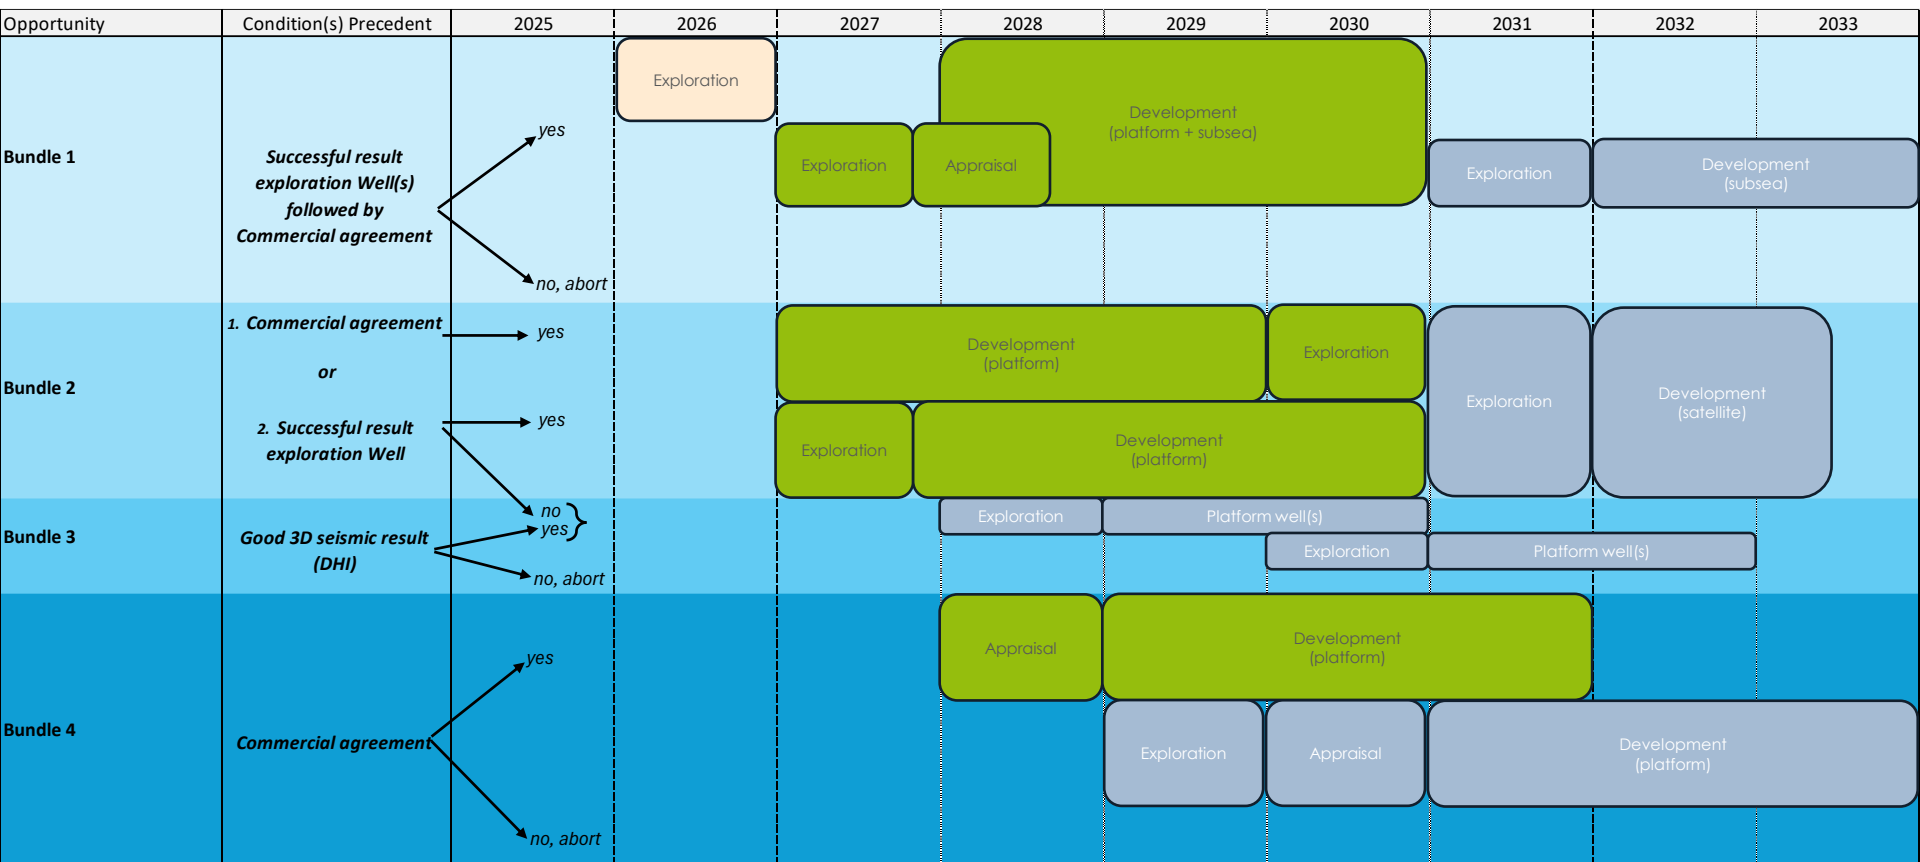 Opportunity
Condition(s) Precedent
2025
2026
2027
2028
2029
2030
2031
2032
2033
Bundle 1
Successful result
exploration Well(s)
followed by
Commercial agreement
yes
no, abort
Exploration
Exploration
Appraisal
Development
(platform + subsea)
Exploration
Development
(subsea)
Bundle 2
1. Commercial agreement
or
2. Successful result
exploration Well
yes
yes
no
Development
(platform)
Exploration
Exploration
Development
(platform)
Exploration
Development
(satellite)
Bundle 3
Good 3D seismic result
(DHI)
yes
no, abort
Exploration
Platform well(s)
Exploration
Platform well(s)
Bundle 4
Commercial agreement
yes
no, abort
Appraisal
Development
(platform)
Exploration
Appraisal
Development
(platform)